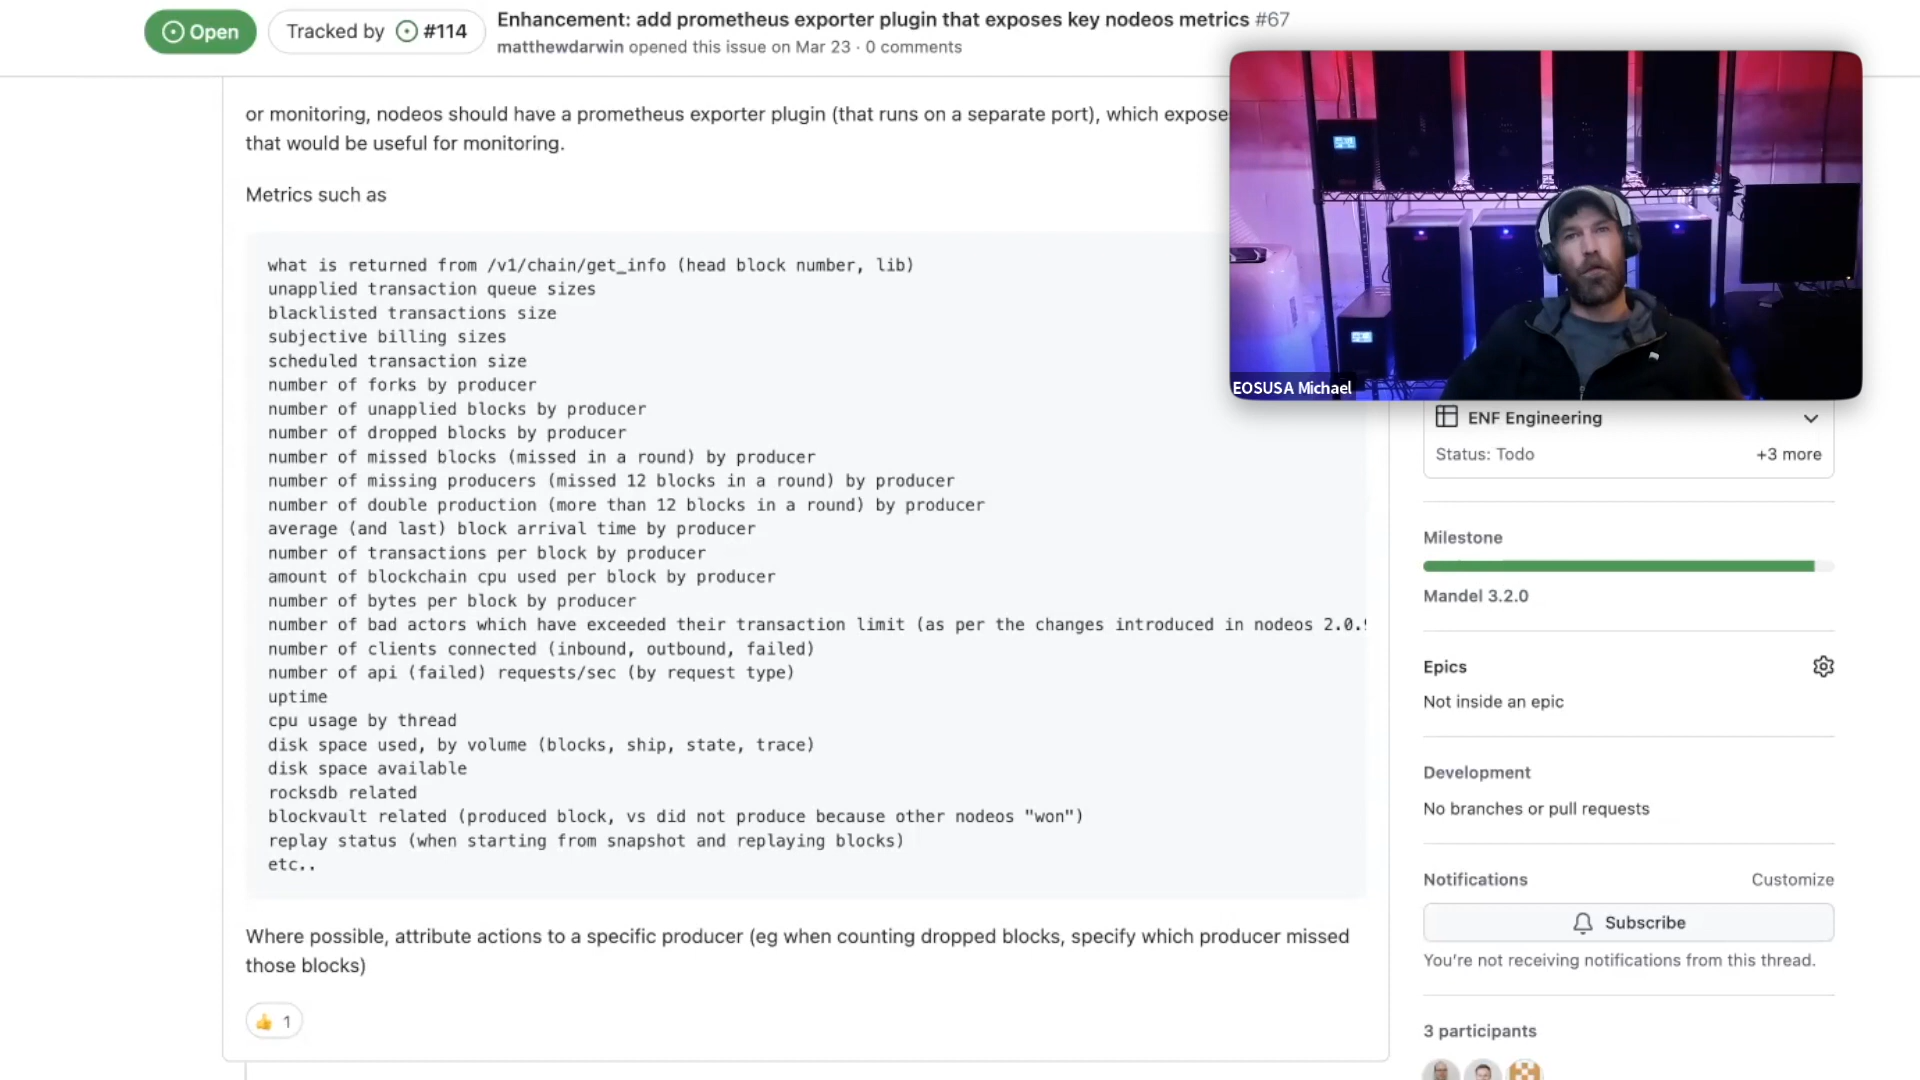 Open
Tracked by #114
Enhancement: add prometheus exporter plugin that exposes key nodeos metrics #67
matthewdarwin opened this issue on Mar 23 · 0 comments
or monitoring, nodeos should have a prometheus exporter plugin (that runs on a separate port), which expose
that would be useful for monitoring.
Metrics such as
what is returned from /v1/chain/get_info (head block number, lib)
unapplied transaction queue sizes
blacklisted transactions size
subjective billing sizes
scheduled transaction size
number of forks by producer
number of unapplied blocks by producer
number of dropped blocks by producer
number of missed blocks (missed in a round) by producer
number of missing producers (missed 12 blocks in a round) by producer
number of double production (more than 12 blocks in a round) by producer
average (and last) block arrival time by producer
number of transactions per block by producer
amount of blockchain cpu used per block by producer
number of bytes per block by producer
number of bad actors which have exceeded their transaction limit (as per the changes introduced in nodeos 2.0.
number of clients connected (inbound, outbound, failed)
number of api (failed) requests/sec (by request type)
uptime
cpu usage by thread
disk space used, by volume (blocks, ship, state, trace)
disk space available
rocksdb related
blockvault related (produced block, vs did not produce because other nodeos "won")
replay status (when starting from snapshot and replaying blocks)
etc..
Where possible, attribute actions to a specific producer (eg when counting dropped blocks, specify which producer missed
those blocks)
👍 1
EOSUSA Michael
ENF Engineering
Status: Todo +3 more
Milestone
Mandel 3.2.0
Epics
Not inside an epic
Development
No branches or pull requests
Notifications Customize
Subscribe
You're not receiving notifications from this thread.
3 participants